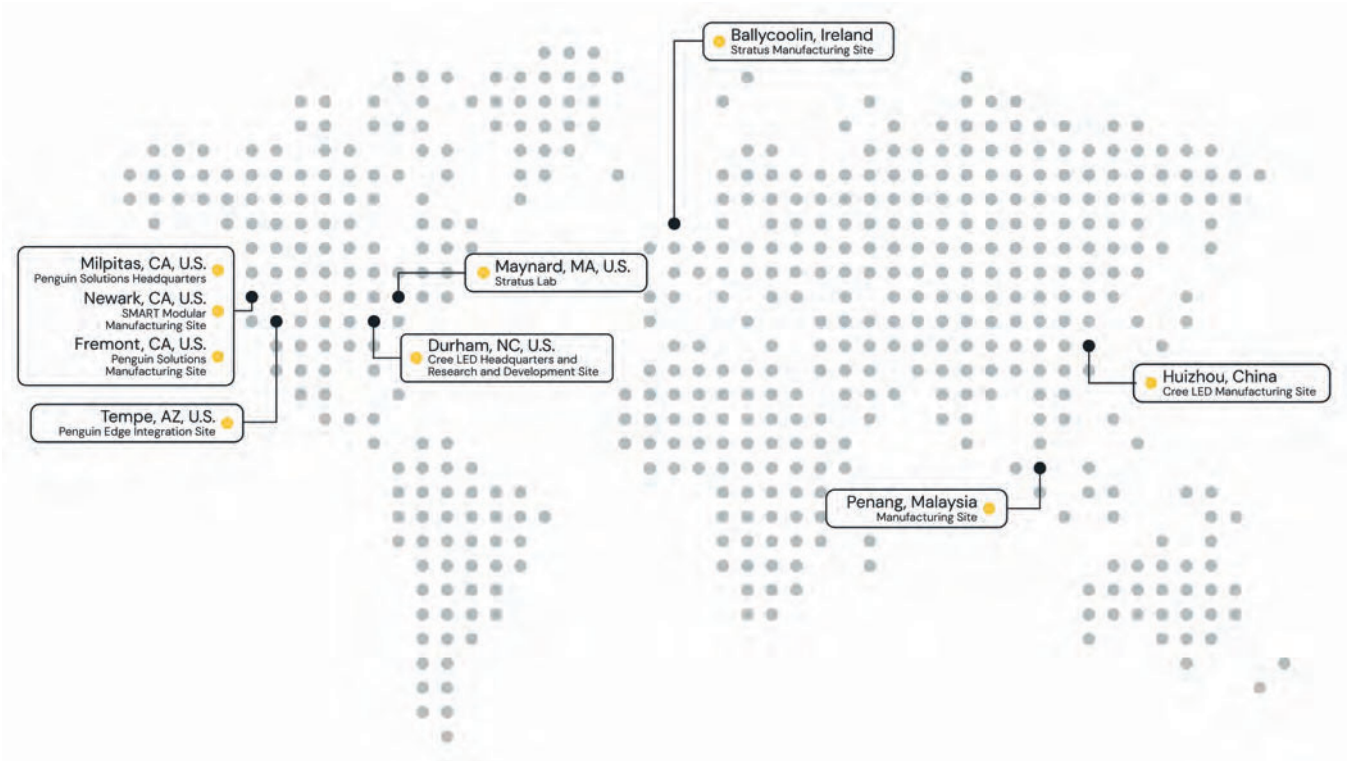 Ballycoolin, Ireland
Stratus Manufacturing Site
Milpitas, CA, U.S.
Penguin Solutions Headquarters
Newark, CA, U.S.
SMART Modular
Manufacturing Site
Fremont, CA, U.S.
Penguin Solutions
Manufacturing Site
Maynard, MA, U.S.
Stratus Lab
Durham, NC, U.S.
Cree LED Headquarters and
Research and Development Site
Tempe, AZ, U.S.
Penguin Edge Integration Site
Huizhou, China
Cree LED Manufacturing Site
Penang, Malaysia
Manufacturing Site